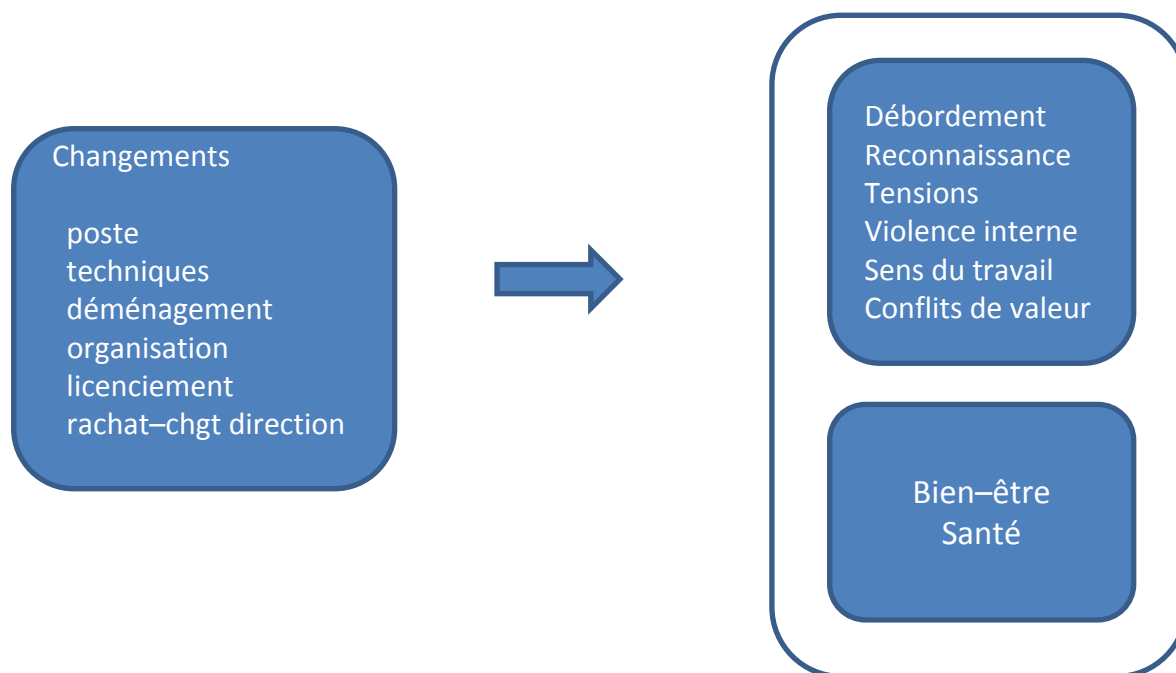 Changements
poste
techniques
déménagement
organisation
licenciement
rachat–chgt direction
Débordement
Reconnaissance
Tensions
Violence interne
Sens du travail
Conflits de valeur
Bien–être
Santé